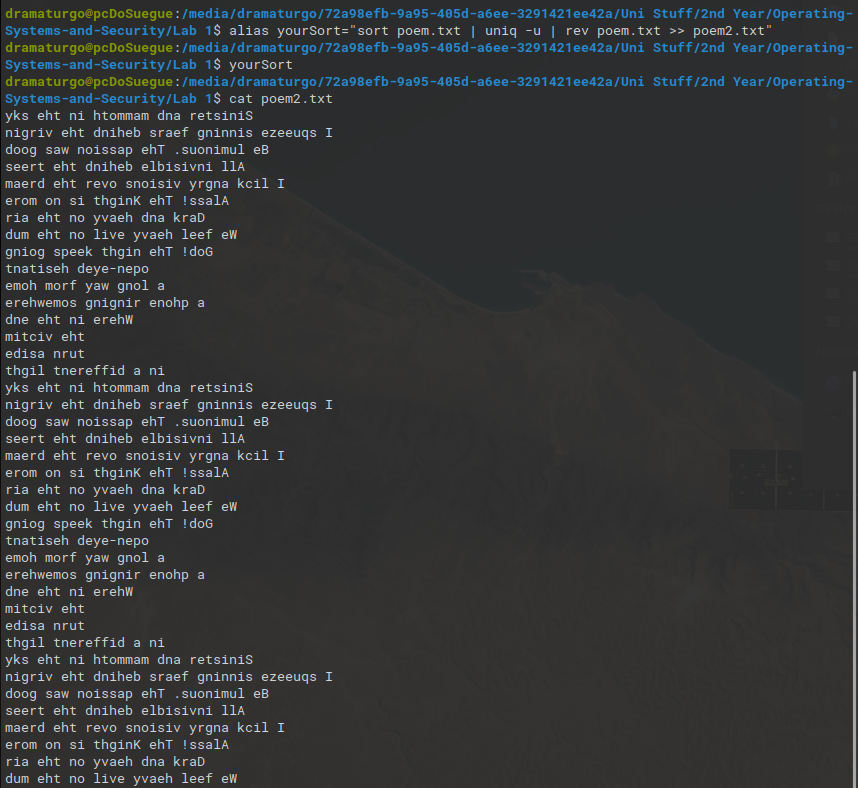 dramaturgo@pcDoSuegue:/media/dramaturgo/72a98efb-9a95-405d-a6ee-3291421ee42a/Uni Stuff/2nd Year/Operating-
Systems-and-Security/Lab 1$ alias yourSort="sort poem.txt | uniq -u | rev poem.txt >> poem2.txt"
dramaturgo@pcDoSuegue:/media/dramaturgo/72a98efb-9a95-405d-a6ee-3291421ee42a/Uni Stuff/2nd Year/Operating-
Systems-and-Security/Lab 1$ yourSort
dramaturgo@pcDoSuegue:/media/dramaturgo/72a98efb-9a95-405d-a6ee-3291421ee42a/Uni Stuff/2nd Year/Operating-
Systems-and-Security/Lab 1$ cat poem2.txt
yks eht ni htommam dna retsiniS
nigriv eht dniheb sraef gninnis ezeeuqs I
doog saw noissap ehT .suonimul eB
seert eht dniheb elbisivni llA
maerd eht revo snoisiv yrgna kcil I
erom on si thginK ehT !ssalA
ria eht no yvaeh dna kraD
dum eht no live yvaeh leef eW
gniog speek thgin ehT !doG
tnatiseh deye-nepo
emoh morf yaw gnol a
erehwemos gnignir enohp a
dne eht ni erehW
mitciv eht
edisa nrut
thgil tnereffid a ni
yks eht ni htommam dna retsiniS
nigriv eht dniheb sraef gninnis ezeeuqs I
doog saw noissap ehT .suonimul eB
seert eht dniheb elbisivni llA
maerd eht revo snoisiv yrgna kcil I
erom on si thginK ehT !ssalA
ria eht no yvaeh dna kraD
dum eht no live yvaeh leef eW
gniog speek thgin ehT !doG
tnatiseh deye-nepo
emoh morf yaw gnol a
erehwemos gnignir enohp a
dne eht ni erehW
mitciv eht
edisa nrut
thgil tnereffid a ni
yks eht ni htommam dna retsiniS
nigriv eht dniheb sraef gninnis ezeeuqs I
doog saw noissap ehT .suonimul eB
seert eht dniheb elbisivni llA
maerd eht revo snoisiv yrgna kcil I
erom on si thginK ehT !ssalA
ria eht no yvaeh dna kraD
dum eht no live yvaeh leef eW